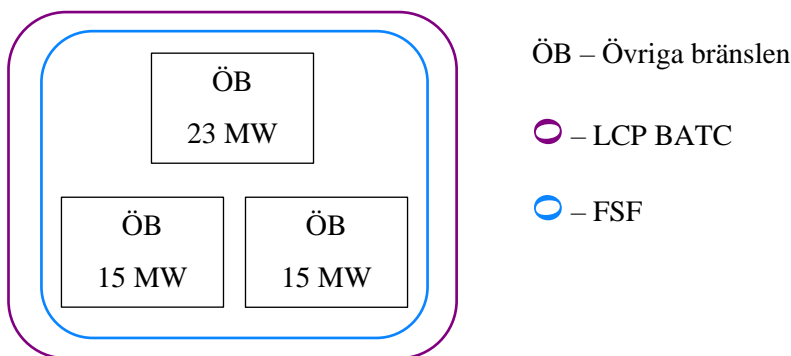 ÖB
23 MW
ÖB
15 MW
ÖB
15 MW
ÖB – Övriga bränslen
– LCP BATC
– FSF